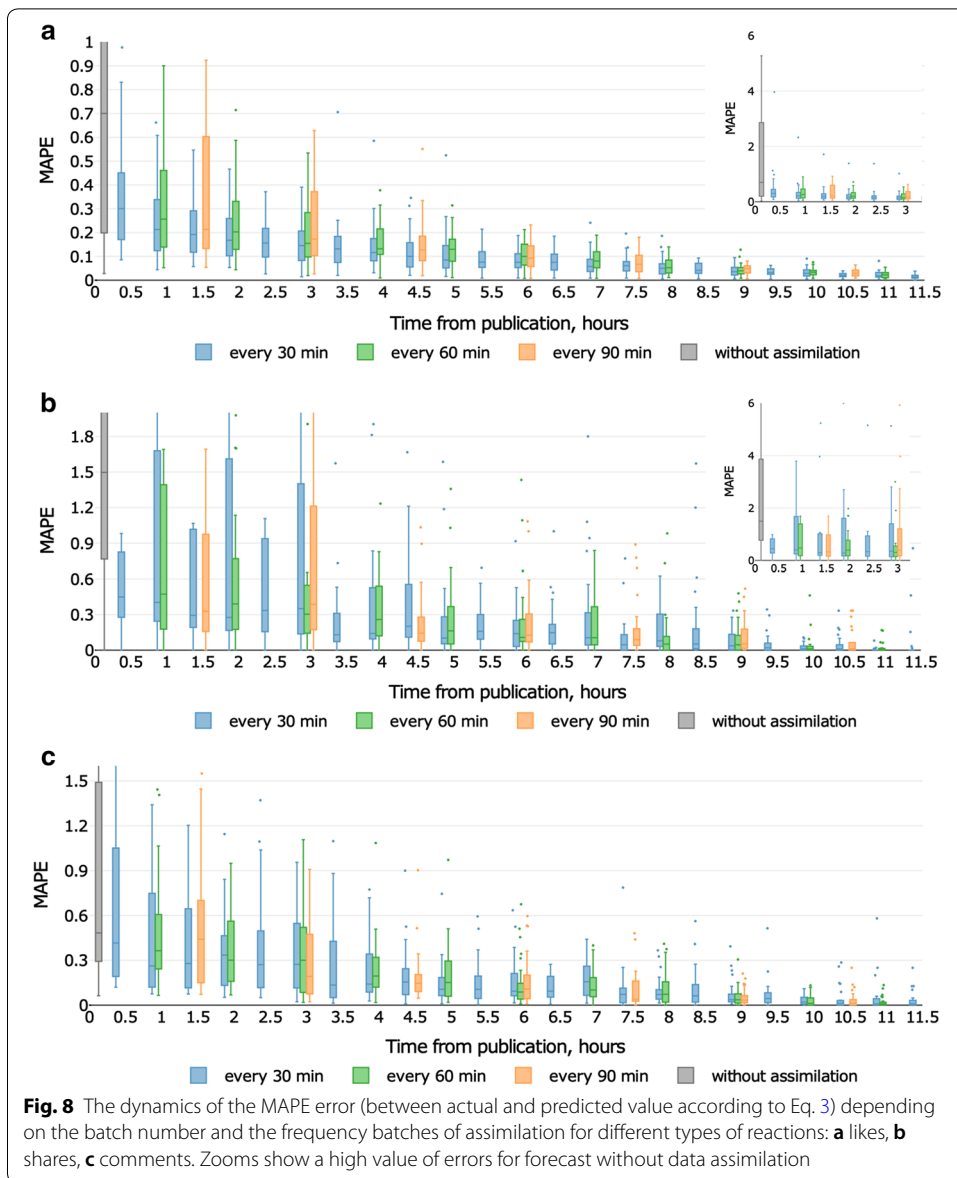 a
1
0.9
0.8
0.7
0.6
0.5
0.4
0.3
0.2
0.1
0
MAPE
6
4
2
0
MAPE
0 0.5 1 1.5 2 2.5 3
0 0.5 1 1.5 2 2.5 3 3.5 4 4.5 5 5.5 6 6.5 7 7.5 8 8.5 9 9.5 10 10.5 11 11.5
Time from publication, hours
every 30 min every 60 min every 90 min without assimilation
b
1.8
1.5
1.2
0.9
0.6
0.3
0
MAPE
6
4
2
0
MAPE
0 0.5 1 1.5 2 2.5 3
0 0.5 1 1.5 2 2.5 3 3.5 4 4.5 5 5.5 6 6.5 7 7.5 8 8.5 9 9.5 10 10.5 11 11.5
Time from publication, hours
every 30 min every 60 min every 90 min without assimilation
c
1.5
1.2
0.9
0.6
0.3
0
MAPE
0 0.5 1 1.5 2 2.5 3 3.5 4 4.5 5 5.5 6 6.5 7 7.5 8 8.5 9 9.5 10 10.5 11 11.5
Time from publication, hours
every 30 min every 60 min every 90 min without assimilation
Fig. 8 The dynamics of the MAPE error (between actual and predicted value according to Eq. 3) depending
on the batch number and the frequency batches of assimilation for different types of reactions: a likes, b
shares, c comments. Zooms show a high value of errors for forecast without data assimilation